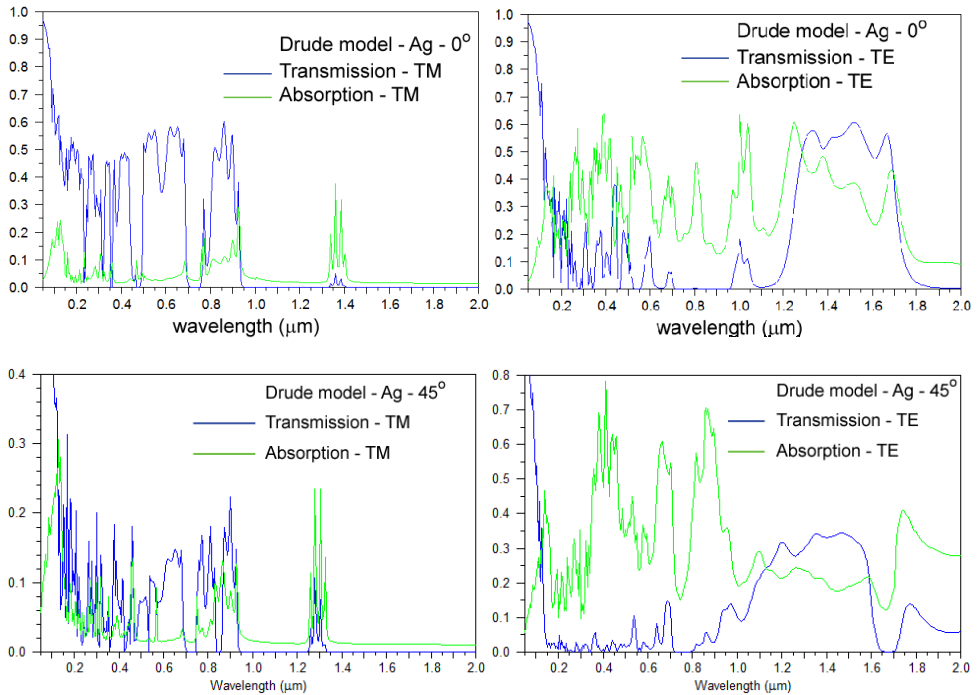 Drude model - Ag - 0°
Transmission - TM
Absorption - TM
1.0
0.9
0.8
0.7
0.6
0.5
0.4
0.3
0.2
0.1
0.0
0.2 0.4 0.6 0.8 1.0 1.2 1.4 1.6 1.8 2.0
wavelength (μm)
Drude model - Ag - 0°
Transmission - TE
Absorption - TE
1.0
0.9
0.8
0.7
0.6
0.5
0.4
0.3
0.2
0.1
0.0
0.2 0.4 0.6 0.8 1.0 1.2 1.4 1.6 1.8 2.0
wavelength (μm)
Drude model - Ag - 45°
Transmission - TM
Absorption - TM
0.4
0.3
0.2
0.1
0.0
0.2 0.4 0.6 0.8 1.0 1.2 1.4 1.6 1.8 2.0
Wavelength (μm)
Drude model - Ag - 45°
Transmission - TE
Absorption - TE
0.8
0.7
0.6
0.5
0.4
0.3
0.2
0.1
0.0
0.2 0.4 0.6 0.8 1.0 1.2 1.4 1.6 1.8 2.0
Wavelength (μm)